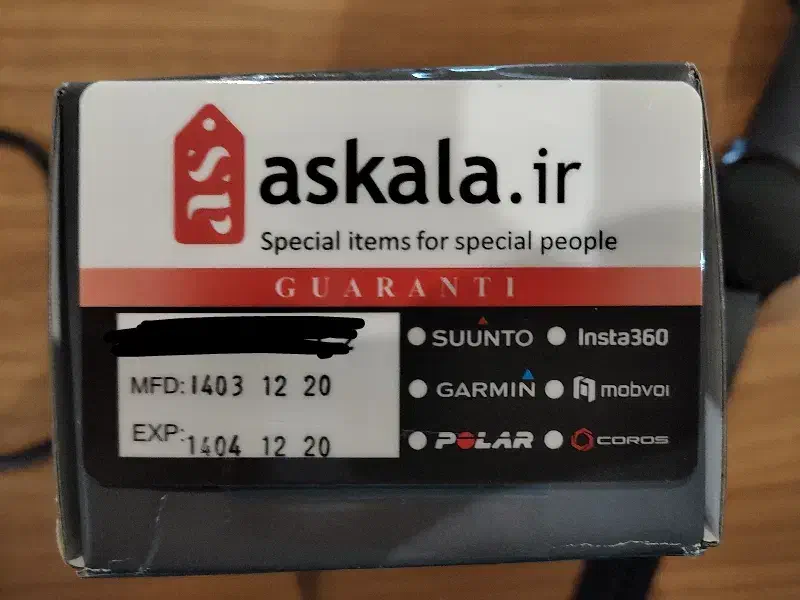 as
askala.ir
Special items for special people
GUARANTI
MFD:1403 12 20
EXP:1404 12 20
SUUNTO Insta360
GARMIN mobvoi
POLAR COROS